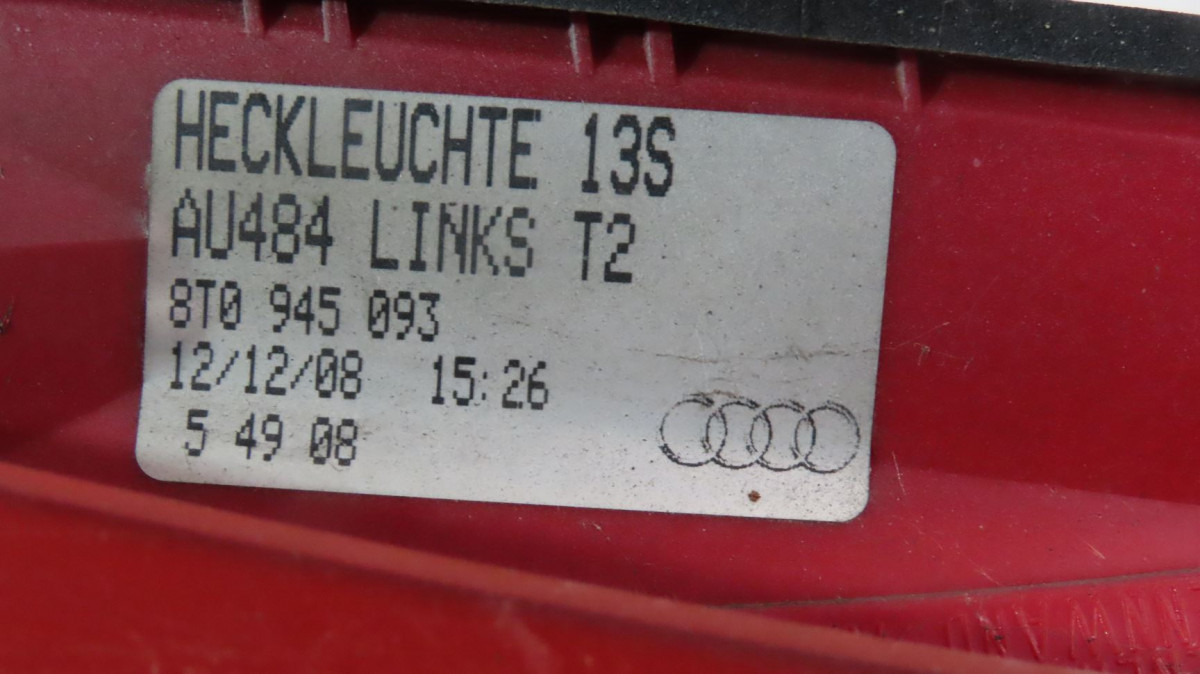 HECKLEUCHTE 13S
AU484 LINKS T2
8T0 945 093
12/12/08 15:26
5 49 08